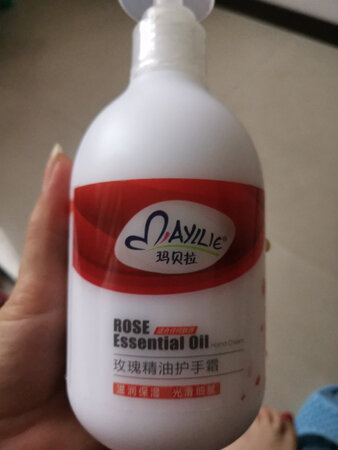 MAYLLIE®
玛贝拉
ROSE
Essential Oil Hand Cream
玫瑰精油护手霜
滋润保湿 光滑细腻